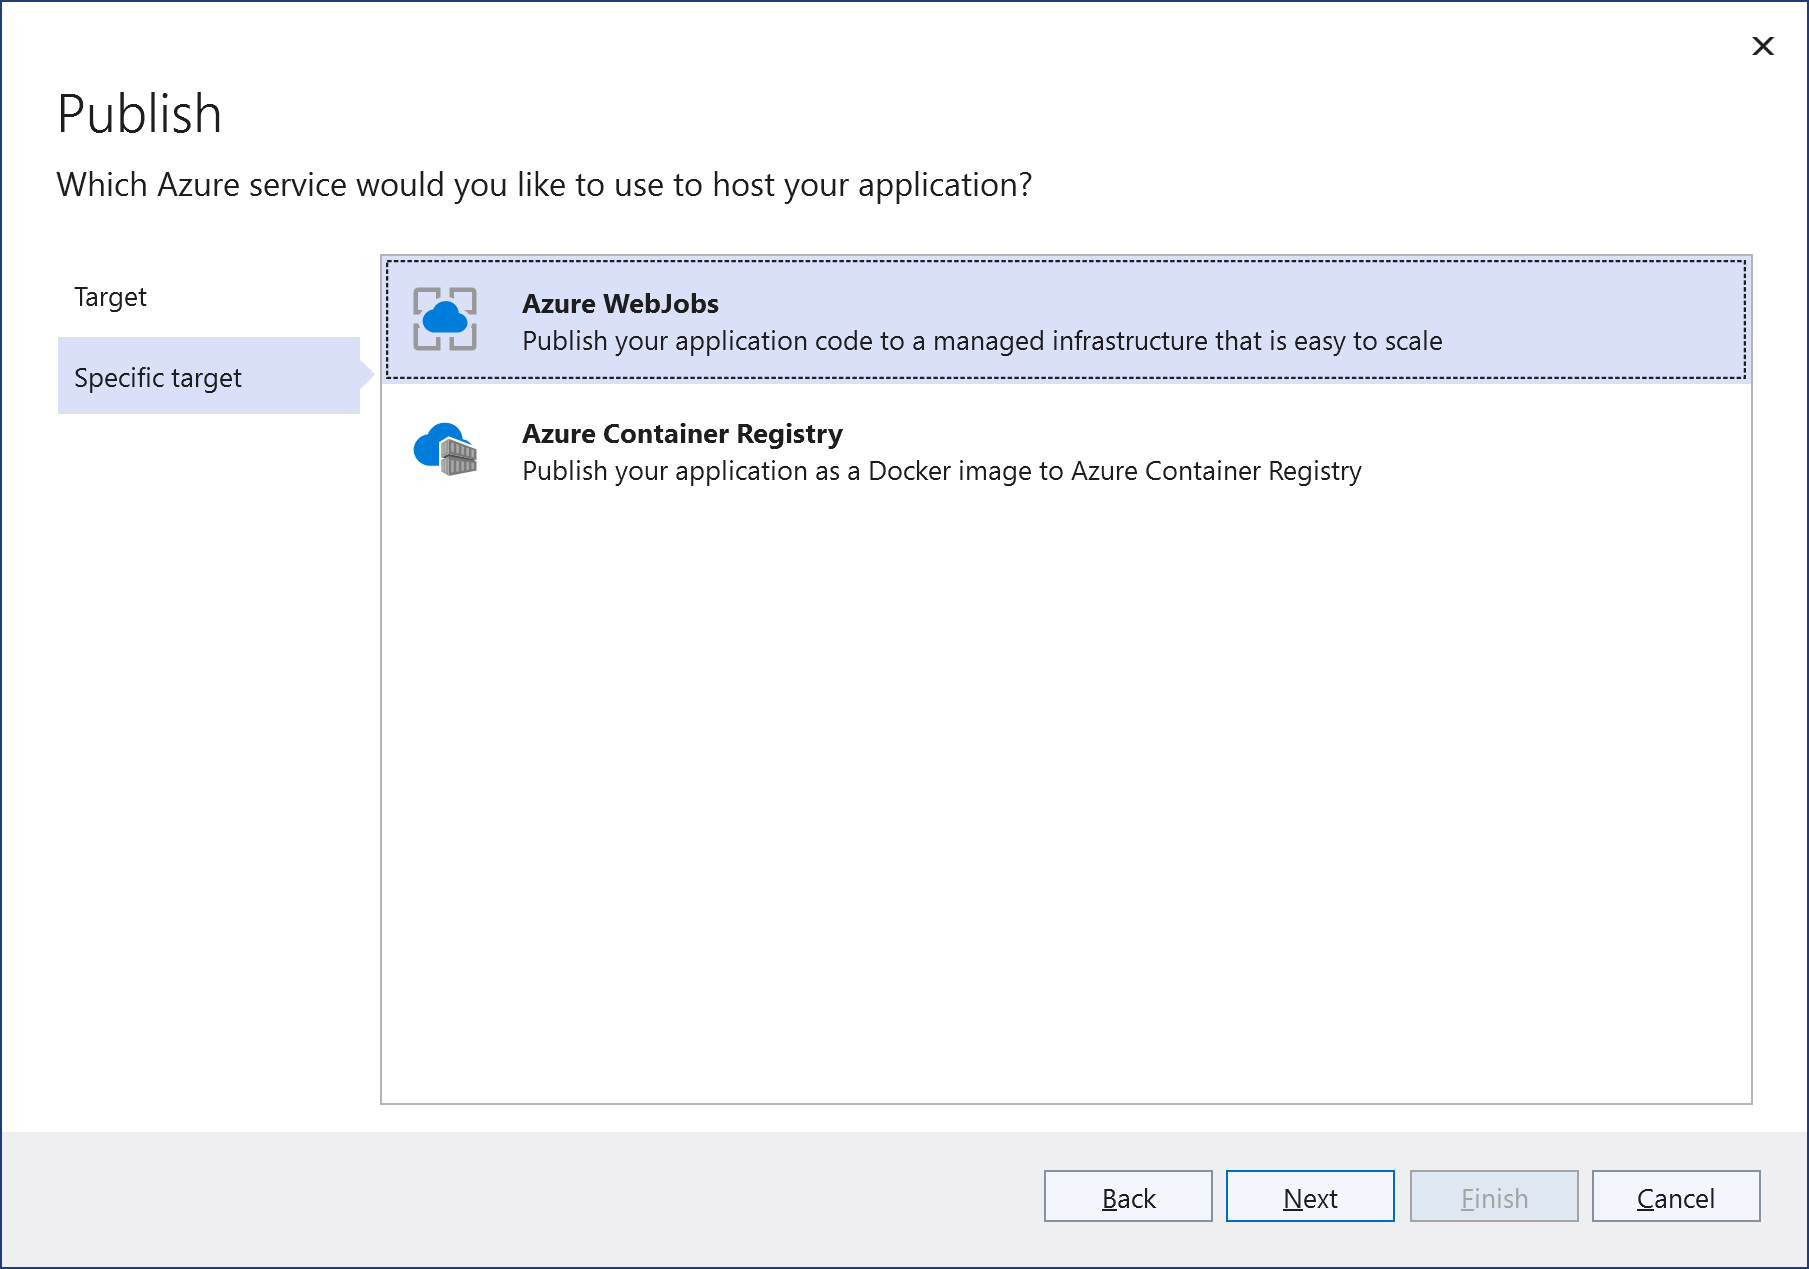 Publish
Which Azure service would you like to use to host your application?
Target
Specific target
Azure WebJobs
Publish your application code to a managed infrastructure that is easy to scale
Azure Container Registry
Publish your application as a Docker image to Azure Container Registry
Back
Next
Finish
Cancel